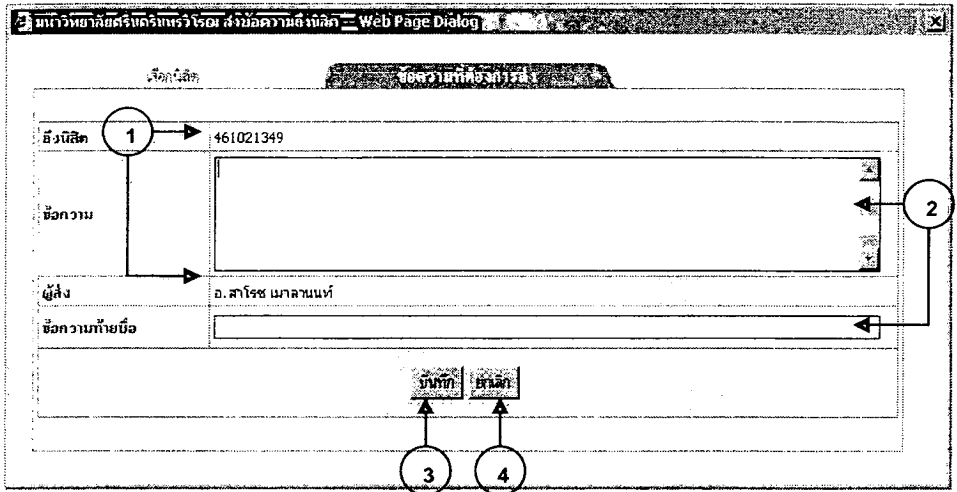 มหาวิทยาลัยศรีนครินทรวิโรฒ ส่งข้อความถึงนิสิต -- Web Page Dialog
เลือกนิสิต ข้อความที่ต้องการส่ง
ถึงนิสิต 1 461021349
ข้อความ 2
ผู้ส่ง อ.สาโรช เมาลานนท์
ข้อความท้ายชื่อ
บันทึก ยกเลิก
3 4